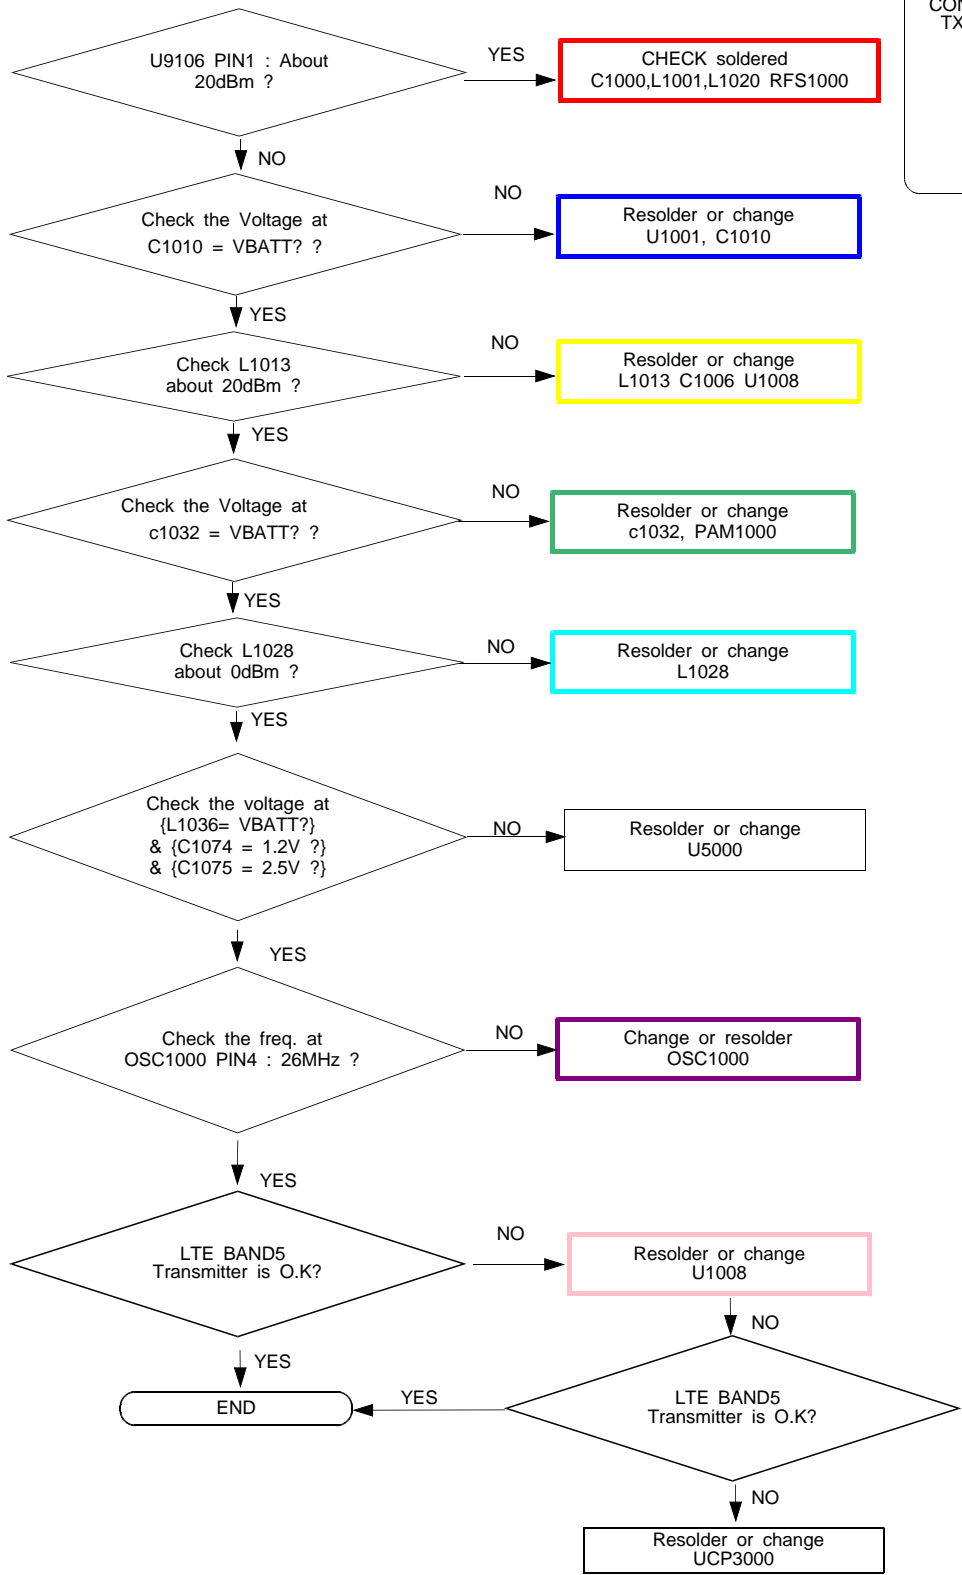 CON
TX
U9106 PIN1 : About
20dBm ?
YES
CHECK soldered
C1000,L1001,L1020 RFS1000
NO
Check the Voltage at
C1010 = VBATT? ?
NO
Resolder or change
U1001, C1010
YES
Check L1013
about 20dBm ?
NO
Resolder or change
L1013 C1006 U1008
YES
Check the Voltage at
c1032 = VBATT? ?
NO
Resolder or change
c1032, PAM1000
YES
Check L1028
about 0dBm ?
NO
Resolder or change
L1028
YES
Check the voltage at
{L1036= VBATT?}
& {C1074 = 1.2V ?}
& {C1075 = 2.5V ?}
NO
Resolder or change
U5000
YES
Check the freq. at
OSC1000 PIN4 : 26MHz ?
NO
Change or resolder
OSC1000
YES
LTE BAND5
Transmitter is O.K?
NO
Resolder or change
U1008
NO
YES
END
YES
LTE BAND5
Transmitter is O.K?
NO
Resolder or change
UCP3000